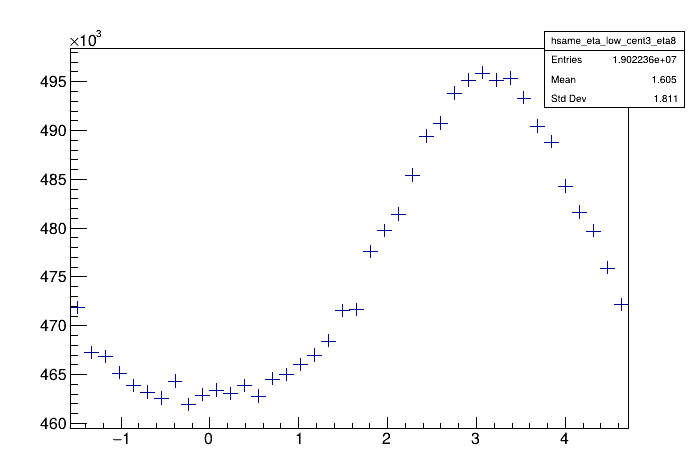 ×10³
hsame_eta_low_cent3_eta8
Entries 1.902236e+07
Mean 1.605
Std Dev 1.811
495
490
485
480
475
470
465
460
−1 0 1 2 3 4